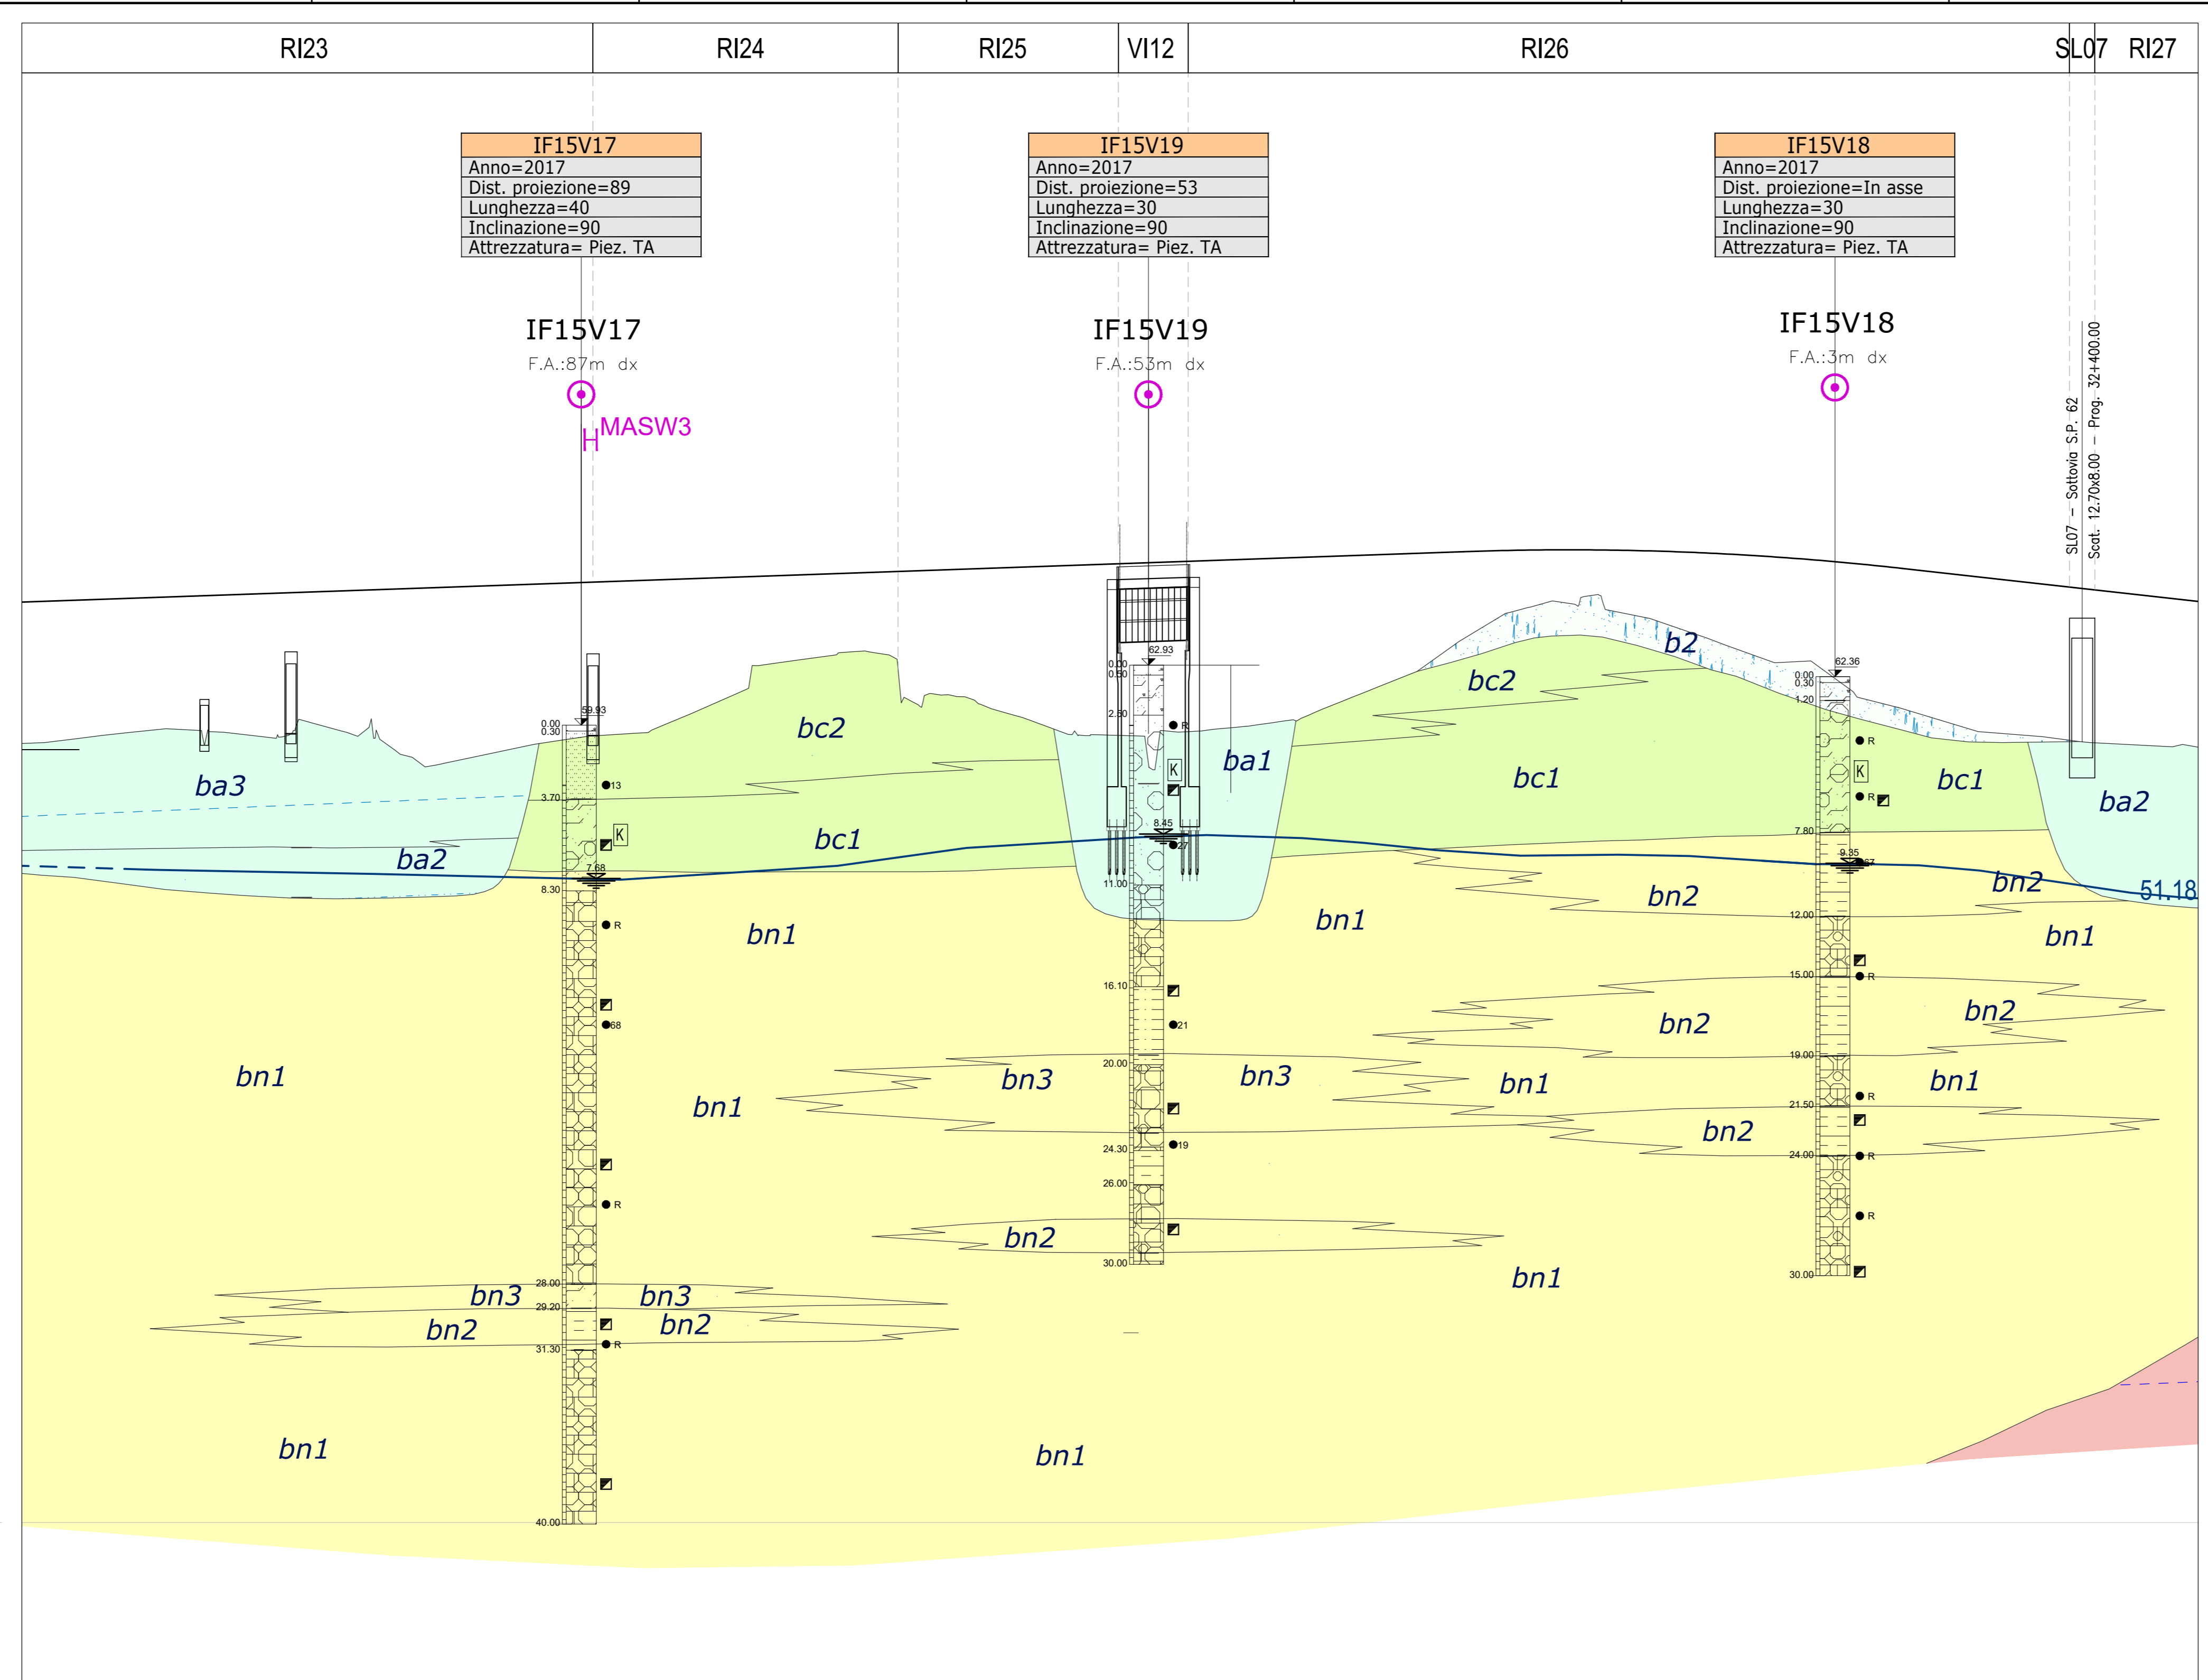 RI23 RI24 RI25 VI12 RI26 SL07 RI27
IF15V17
Anno=2017
Dist. proiezione=89
Lunghezza=40
Inclinazione=90
Attrezzatura= Piez. TA
IF15V19
Anno=2017
Dist. proiezione=53
Lunghezza=30
Inclinazione=90
Attrezzatura= Piez. TA
IF15V18
Anno=2017
Dist. proiezione=In asse
Lunghezza=30
Inclinazione=90
Attrezzatura= Piez. TA
IF15V17
F.A.:87m dx
MASW3
IF15V19
F.A.:53m dx
IF15V18
F.A.:3m dx
SL07 - Sottovia S.P. 62
Scat. 12.70x8.00 - Prog. 32+400.00
59.93
0.00
0.30
13
3.70
K
7.68
8.30
R
68
R
28.00
29.20
R
31.30
40.00
62.93
0.00
0.50
2.50
R
K
8.45
27
11.00
16.10
21
20.00
24.30
19
26.00
30.00
62.36
0.00
0.30
1.20
R
K
R
7.80
9.35
67
12.00
15.00
R
19.00
R
21.50
24.00
R
R
30.00
b2
bc2
bc2
ba1
ba3
bc1
bc1
ba2
bc1
ba2
bn2
bn2
51.18
bn1
bn1
bn1
bn2
bn2
bn1
bn3
bn3
bn1
bn1
bn1
bn2
bn2
bn1
bn3
bn3
bn2
bn2
bn1
bn1